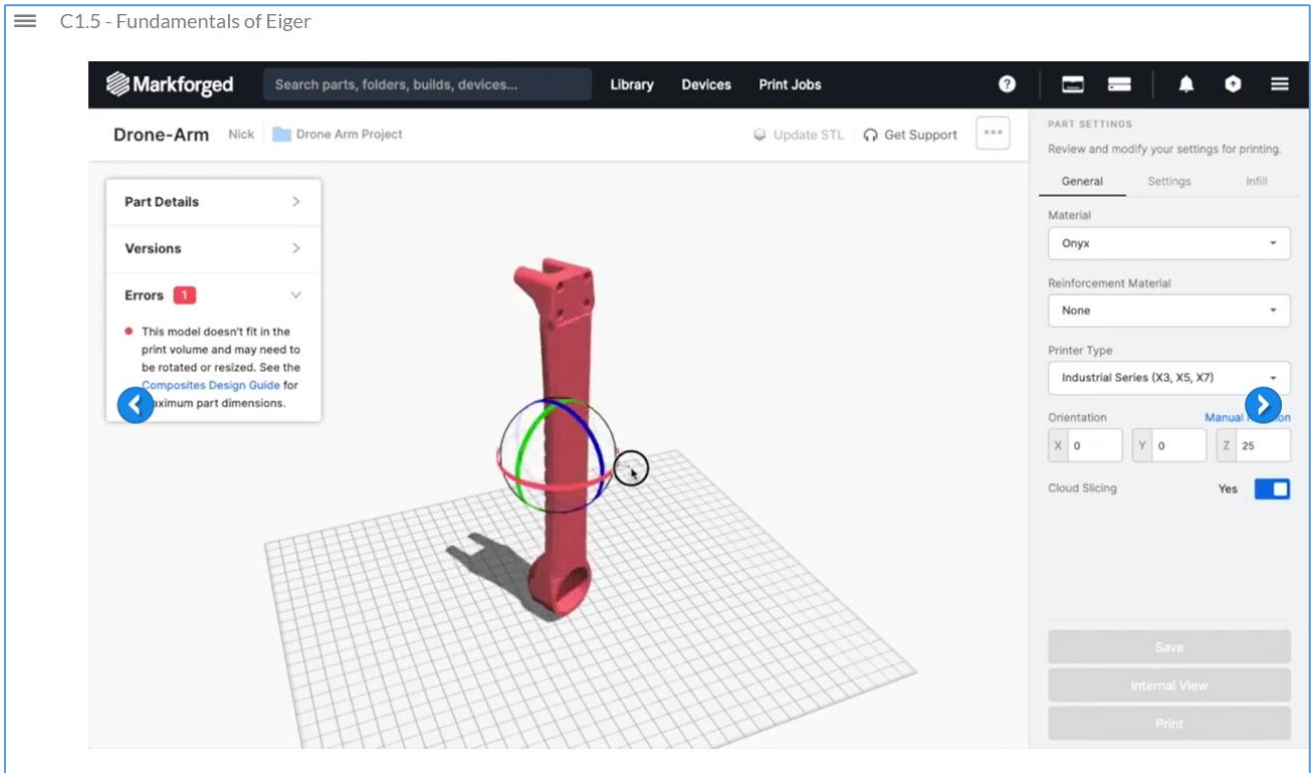 C1.5 - Fundamentals of Eiger
Markforged
Search parts, folders, builds, devices...
Library
Devices
Print Jobs
Drone-Arm
Nick
Drone Arm Project
Update STL
Get Support
Part Details
Versions
Errors 1
This model doesn't fit in the
print volume and may need to
be rotated or resized. See the
Composites Design Guide for
maximum part dimensions.
PART SETTINGS
Review and modify your settings for printing.
General
Settings
Infill
Material
Onyx
Reinforcement Material
None
Printer Type
Industrial Series (X3, X5, X7)
Orientation
Manual
X 0
Y 0
Z 25
Cloud Slicing
Yes
Save
Internal View
Print